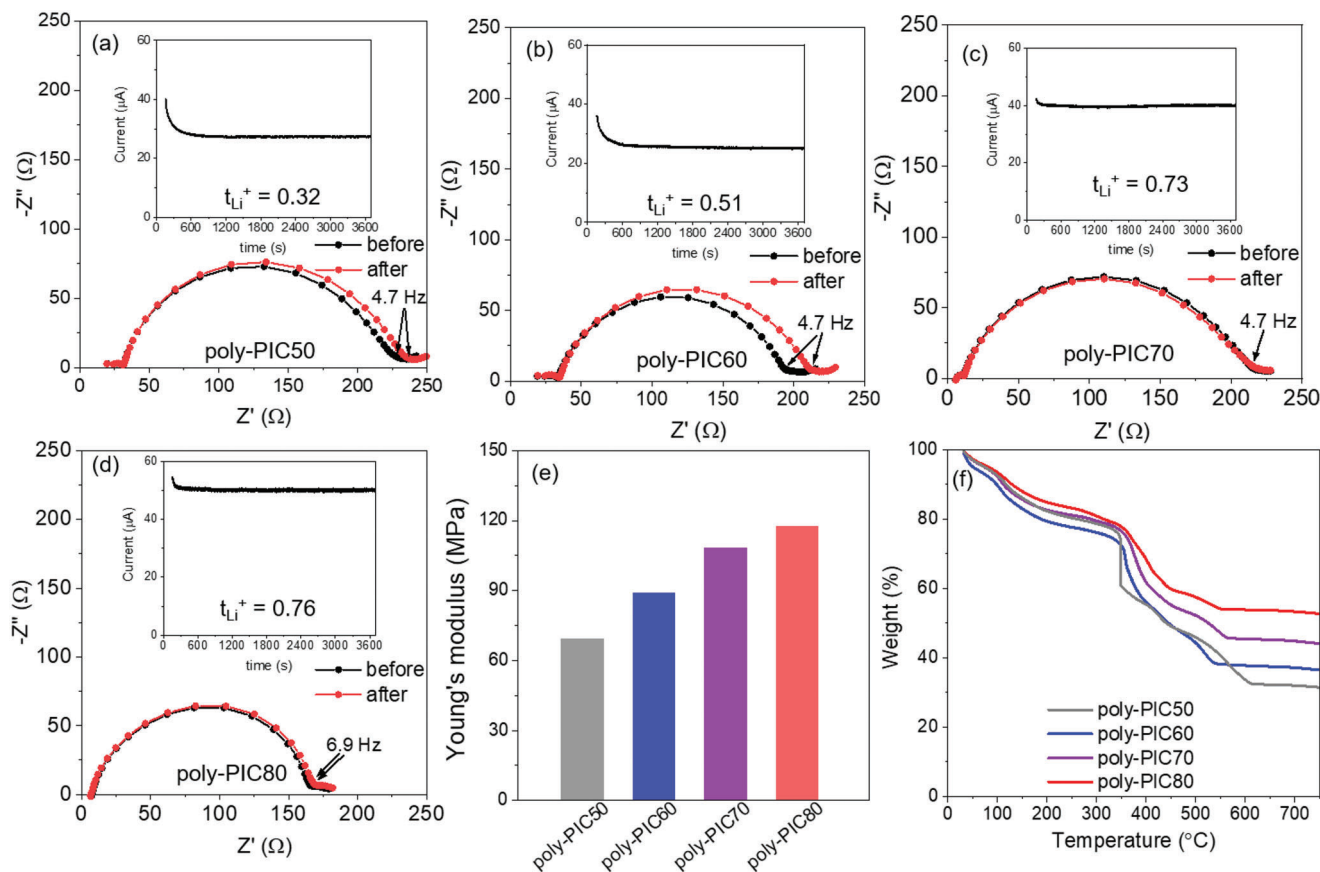 (a)
-Z" (Ω)
250
200
150
100
50
0
0 50 100 150 200 250
Z' (Ω)
Current (μA)
60
40
20
0
0 600 1200 1800 2400 3000 3600
time (s)
tLi+ = 0.32
before
after
4.7 Hz
poly-PIC50
(b)
-Z" (Ω)
250
200
150
100
50
0
0 50 100 150 200 250
Z' (Ω)
Current (μA)
60
40
20
0
0 600 1200 1800 2400 3000 3600
time (s)
tLi+ = 0.51
before
after
4.7 Hz
poly-PIC60
(c)
-Z" (Ω)
250
200
150
100
50
0
0 50 100 150 200 250
Z' (Ω)
Current (μA)
60
40
20
0
0 600 1200 1800 2400 3000 3600
time (s)
tLi+ = 0.73
before
after
4.7 Hz
poly-PIC70
(d)
-Z" (Ω)
250
200
150
100
50
0
0 50 100 150 200 250
Z' (Ω)
Current (μA)
60
40
20
0
0 600 1200 1800 2400 3000 3600
time (s)
tLi+ = 0.76
before
after
6.9 Hz
poly-PIC80
(e)
Young's modulus (MPa)
150
120
90
60
30
0
poly-PIC50
poly-PIC60
poly-PIC70
poly-PIC80
(f)
Weight (%)
100
80
60
40
20
0
0 100 200 300 400 500 600 700
Temperature (°C)
poly-PIC50
poly-PIC60
poly-PIC70
poly-PIC80